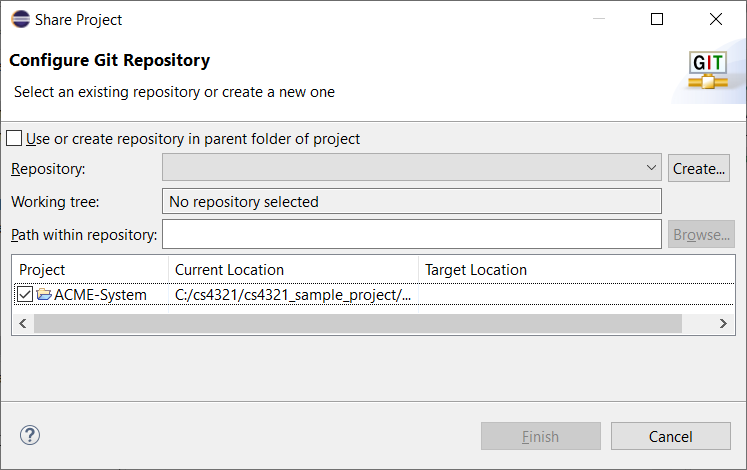 Share Project
Configure Git Repository
Select an existing repository or create a new one
GIT
Use or create repository in parent folder of project
Repository: Create...
Working tree: No repository selected
Path within repository: Browse...
Project Current Location Target Location
ACME-System C:/cs4321/cs4321_sample_project/...
Finish Cancel